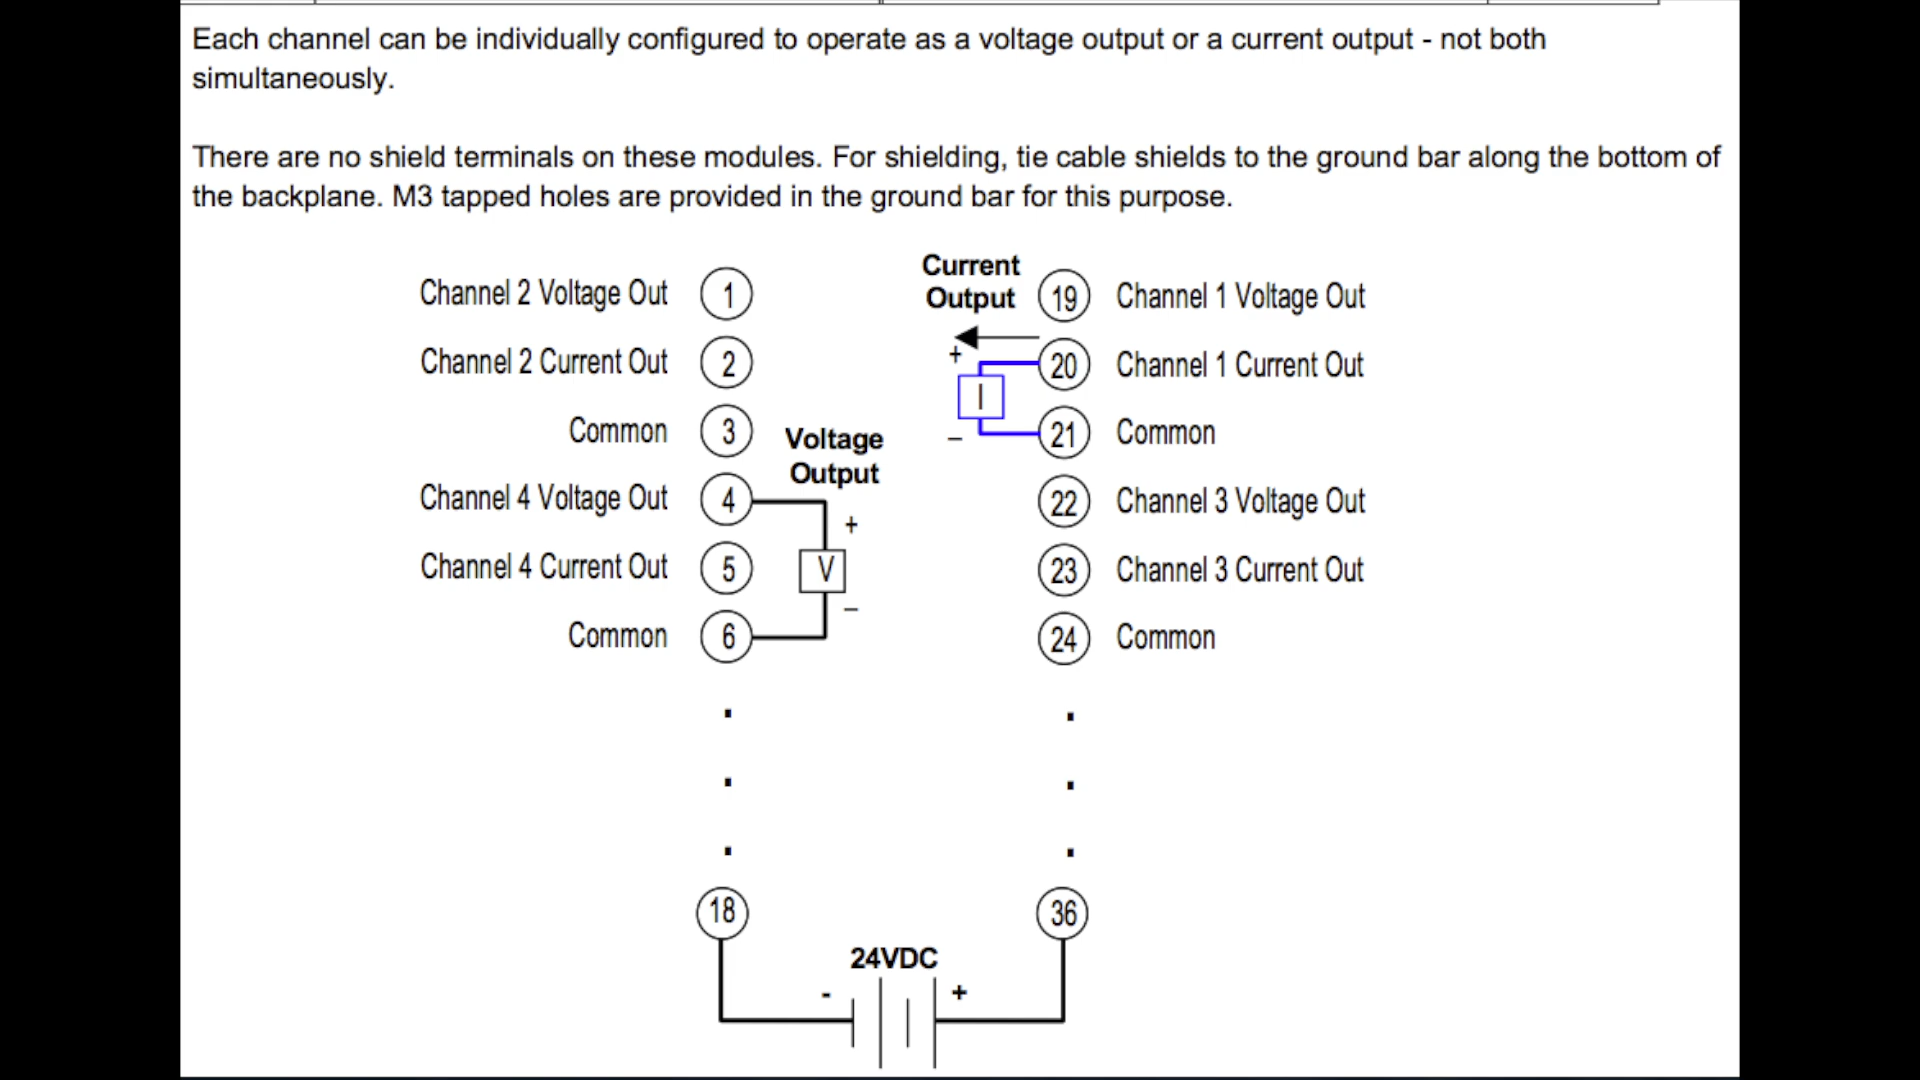 Each channel can be individually configured to operate as a voltage output or a current output - not both
simultaneously.
There are no shield terminals on these modules. For shielding, tie cable shields to the ground bar along the bottom of
the backplane. M3 tapped holes are provided in the ground bar for this purpose.
Channel 2 Voltage Out 1
Channel 2 Current Out 2
Common 3
Channel 4 Voltage Out 4
Channel 4 Current Out 5
Common 6
Voltage
Output
+
V
–
Current
Output
+
I
–
19 Channel 1 Voltage Out
20 Channel 1 Current Out
21 Common
22 Channel 3 Voltage Out
23 Channel 3 Current Out
24 Common
.
.
.
.
.
.
18
36
24VDC
- +